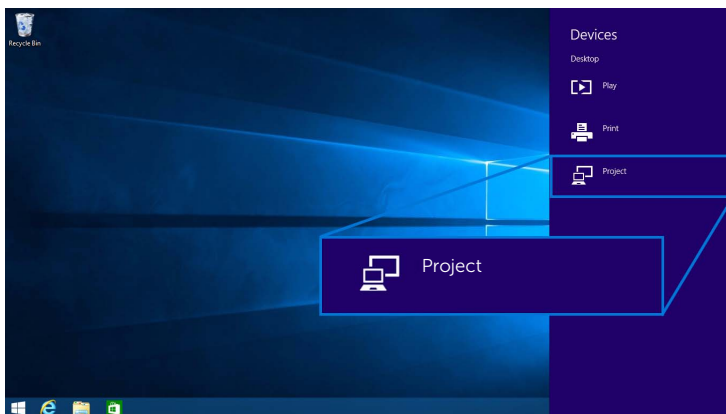 Recycle Bin
Devices
Desktop
Play
Print
Project
Project